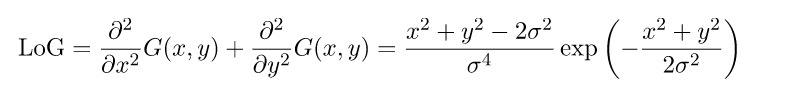 LoG = ∂²/∂x² G(x, y) + ∂²/∂y² G(x, y) = (x² + y² − 2σ²)/σ⁴ exp(−(x² + y²)/(2σ²))